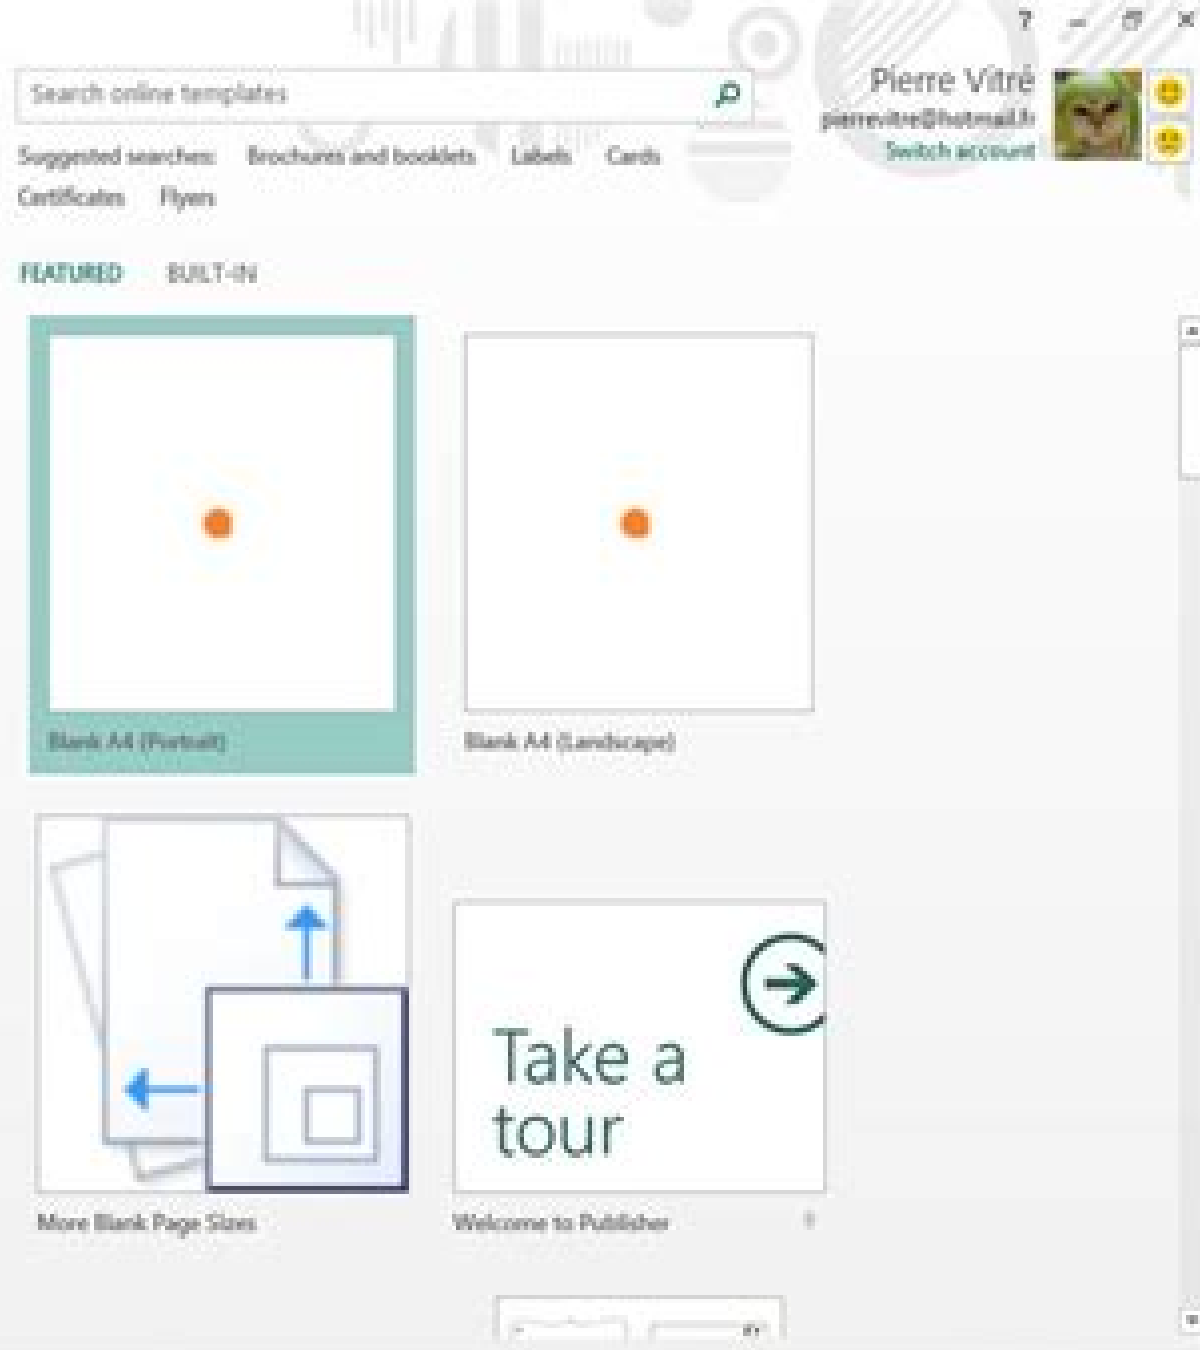 ?
Search online templates
Pierre Vitré
pierrevitre@hotmail.fr
Switch account
Suggested searches: Brochures and booklets Labels Cards
Certificates Flyers
FEATURED BUILT-IN
Blank A4 (Portrait) Blank A4 (Landscape)
Take a
tour
More Blank Page Sizes Welcome to Publisher